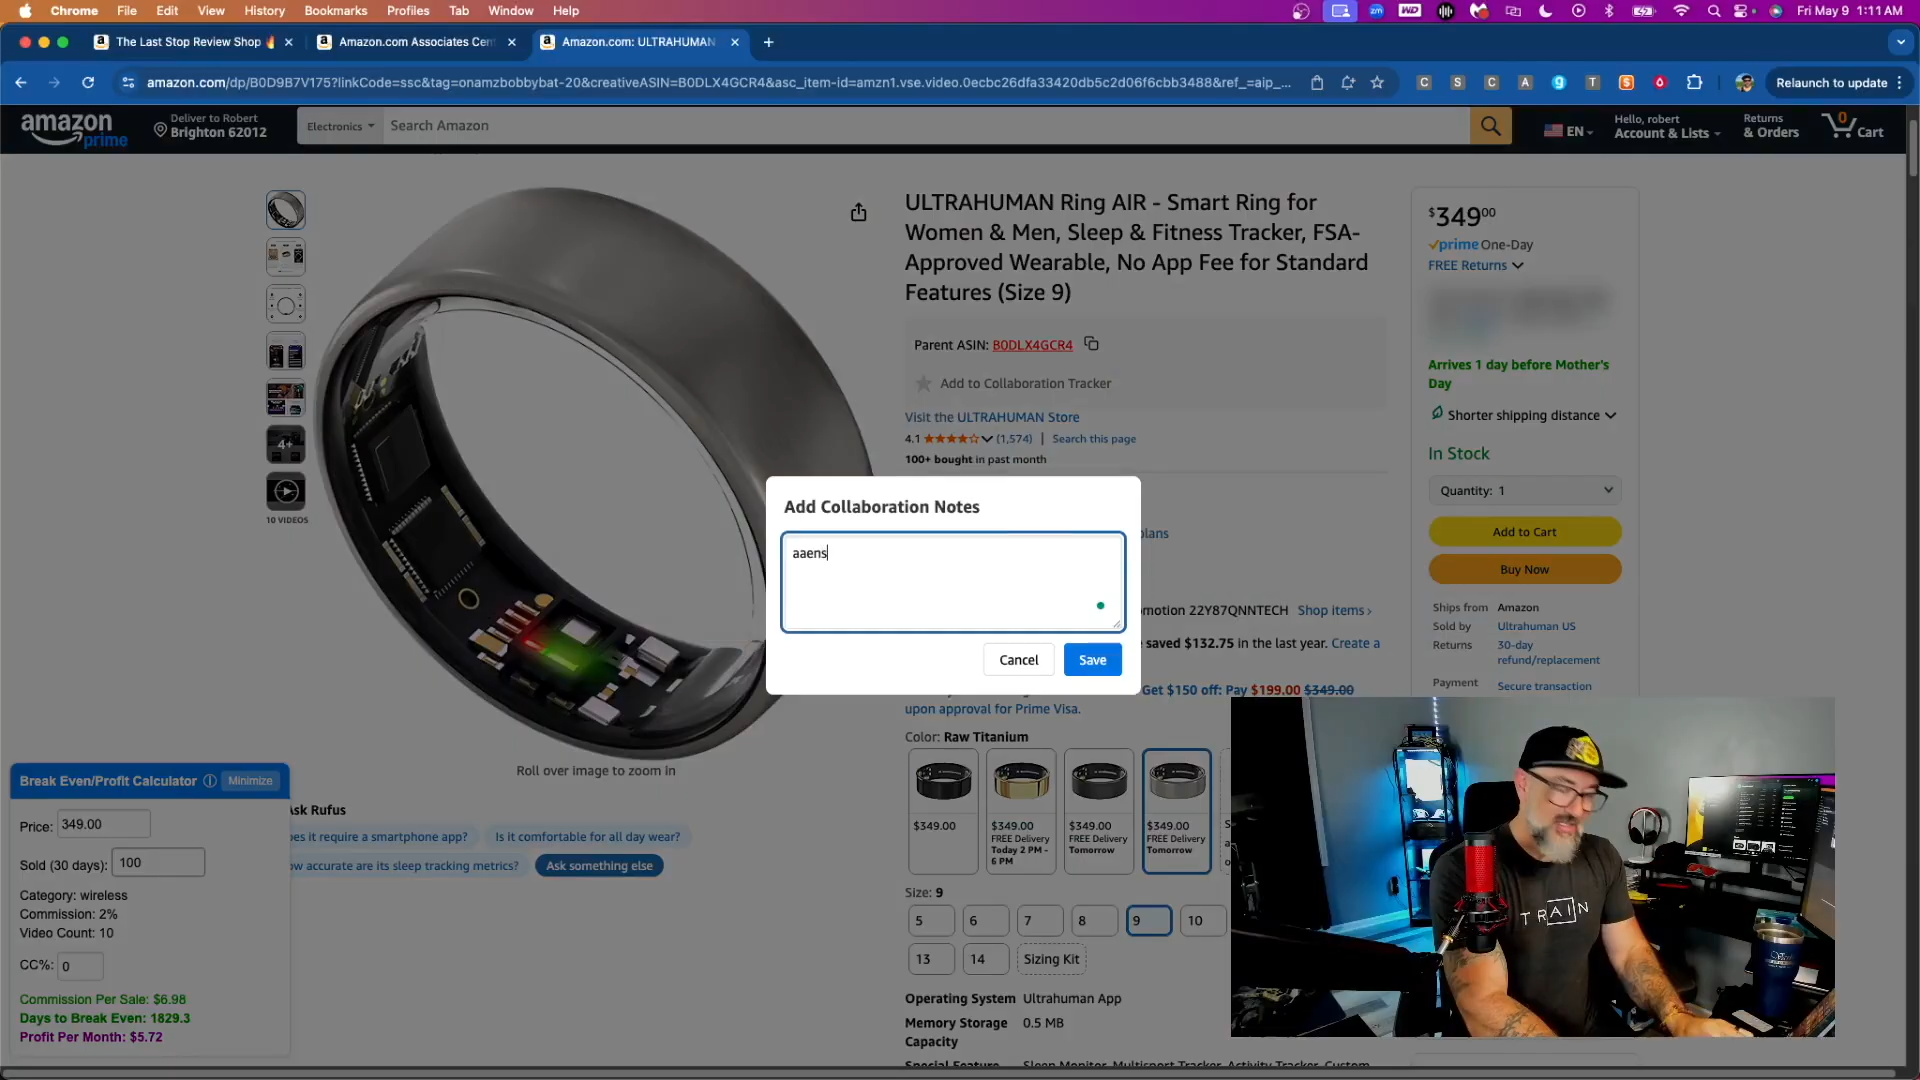 Chrome File Edit View History Bookmarks Profiles Tab Window Help
Fri May 9 1:11 AM
The Last Stop Review Shop
Amazon.com Associates Cen
Amazon.com: ULTRAHUMAN
amazon.com/dp/B0D9B7V175?linkCode=ssc&tag=onamzbobbybat-20&creativeASIN=B0DLX4GCR4&asc_item-id=amzn1.vse.video.0ecbc26dfa33420db5c2d06f6cbb3488&ref_=aip_...
Relaunch to update
amazon
prime
Deliver to Robert
Brighton 62012
Electronics
Search Amazon
EN
Hello, robert
Account & Lists
Returns
& Orders
0
Cart
ULTRAHUMAN Ring AIR - Smart Ring for
Women & Men, Sleep & Fitness Tracker, FSA-
Approved Wearable, No App Fee for Standard
Features (Size 9)
Parent ASIN: B0DLX4GCR4
Add to Collaboration Tracker
Visit the ULTRAHUMAN Store
4.1 (1,574) | Search this page
100+ bought in past month
4+
10 VIDEOS
$349.00
prime One-Day
FREE Returns
Arrives 1 day before Mother's
Day
Shorter shipping distance
In Stock
Quantity: 1
Add to Cart
Buy Now
Ships from Amazon
Sold by Ultrahuman US
Returns 30-day
refund/replacement
Payment Secure transaction
Add Collaboration Notes
aaens
Cancel
Save
plans
motion 22Y87QNNTECH Shop items ›
saved $132.75 in the last year. Create a
Get $150 off: Pay $199.00 $349.00
upon approval for Prime Visa.
Color: Raw Titanium
$349.00
$349.00
FREE Delivery
Today 2 PM -
6 PM
$349.00
FREE Delivery
Tomorrow
$349.00
FREE Delivery
Tomorrow
Size: 9
5 6 7 8 9 10
13 14 Sizing Kit
Operating System Ultrahuman App
Memory Storage 0.5 MB
Capacity
Special Feature Sleep Monitor, Multisport Tracker, Activity Tracker, Custom
Roll over image to zoom in
Ask Rufus
oes it require a smartphone app?
Is it comfortable for all day wear?
ow accurate are its sleep tracking metrics?
Ask something else
Break Even/Profit Calculator
Minimize
Price: 349.00
Sold (30 days): 100
Category: wireless
Commission: 2%
Video Count: 10
CC%: 0
Commission Per Sale: $6.98
Days to Break Even: 1829.3
Profit Per Month: $5.72
TRAIN